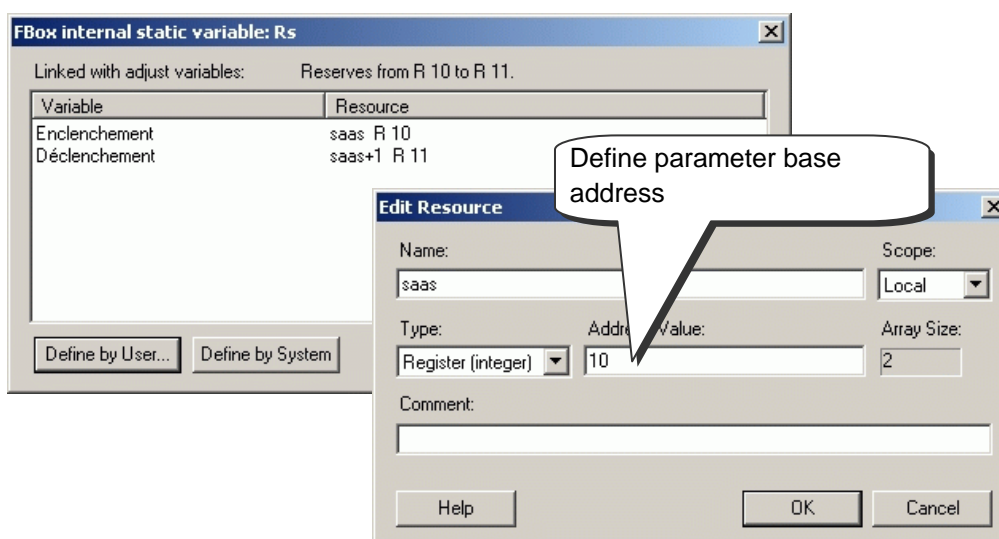 FBox internal static variable: Rs
Linked with adjust variables: Reserves from R 10 to R 11.
Variable Resource
Enclenchement saas R 10
Déclenchement saas+1 R 11
Define by User... Define by System
Define parameter base
address
Edit Resource
Name: Scope:
saas Local
Type: Address/Value: Array Size:
Register (integer) 10 2
Comment:
Help OK Cancel